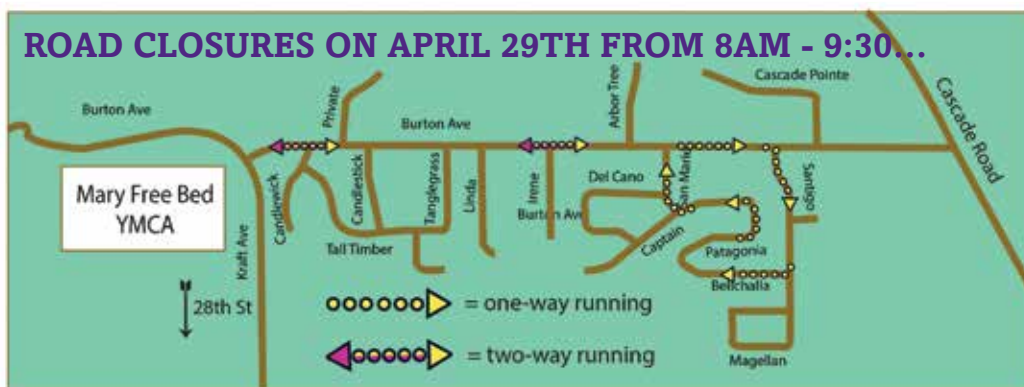 ROAD CLOSURES ON APRIL 29TH FROM 8AM - 9:30...
Cascade Pointe
Burton Ave
Private
Burton Ave
Arbor Tree
Cascade Road
Mary Free Bed
YMCA
Candlewick
Candlestick
Tanglegrass
Linda
Irene
Burton Ave
Del Cano
San Marie
Santiago
Kraft Ave
Tall Timber
Captain
Patagonia
Bellchalla
28th St
= one-way running
= two-way running
Magellan